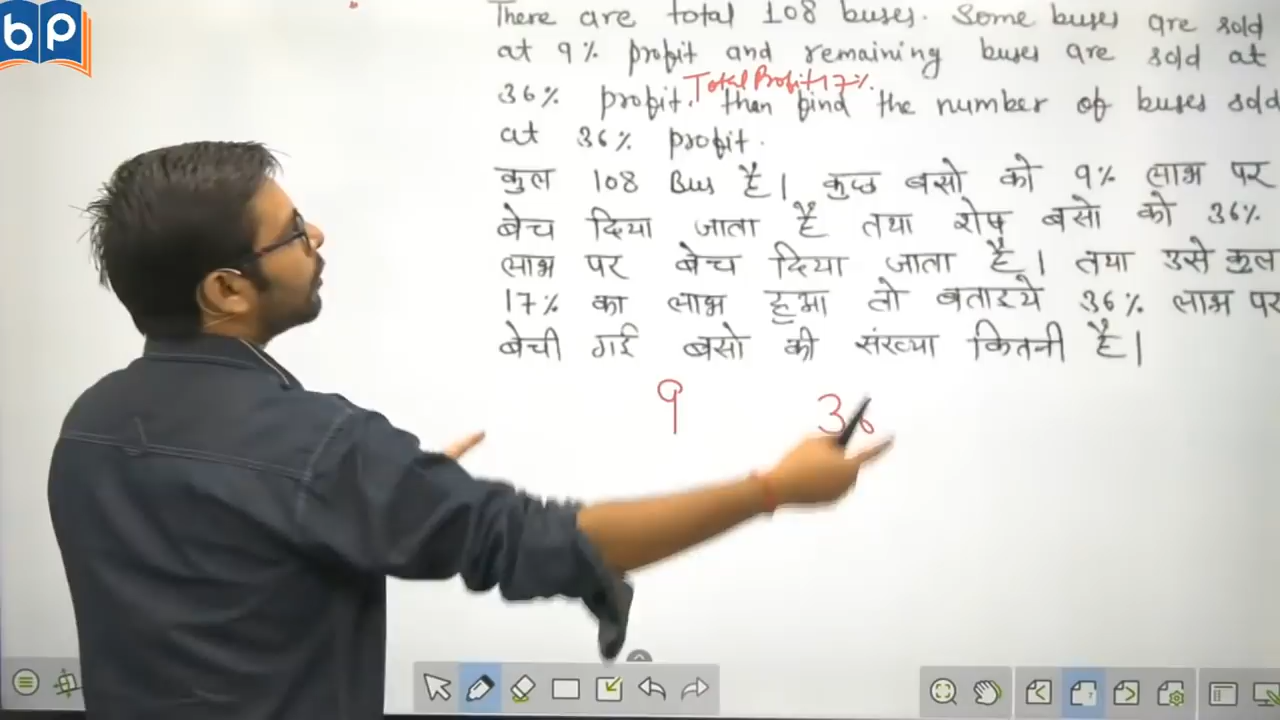 bp
There are total 108 buses. Some buses are sold
at 9% profit and remaining buses are sold at
Total Profit 17%.
36% profit. than find the number of buses sold
at 36% profit.
कुल 108 Bus है। कुछ बसो को 9% लाभ पर
बेच दिया जाता है तथा शेष बसो को 36%
लाभ पर बेच दिया जाता है। तथा उसे कुल
17% का लाभ हुआ तो बताइये 36% लाभ पर
बेची गई बसो की संख्या कितनी है।
9 36